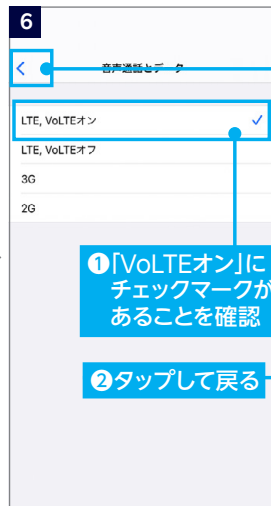 6
音声通話とデータ
LTE, VoLTEオン
LTE, VoLTEオフ
3G
2G
❶「VoLTEオン」に
チェックマークが
あることを確認
❷タップして戻る